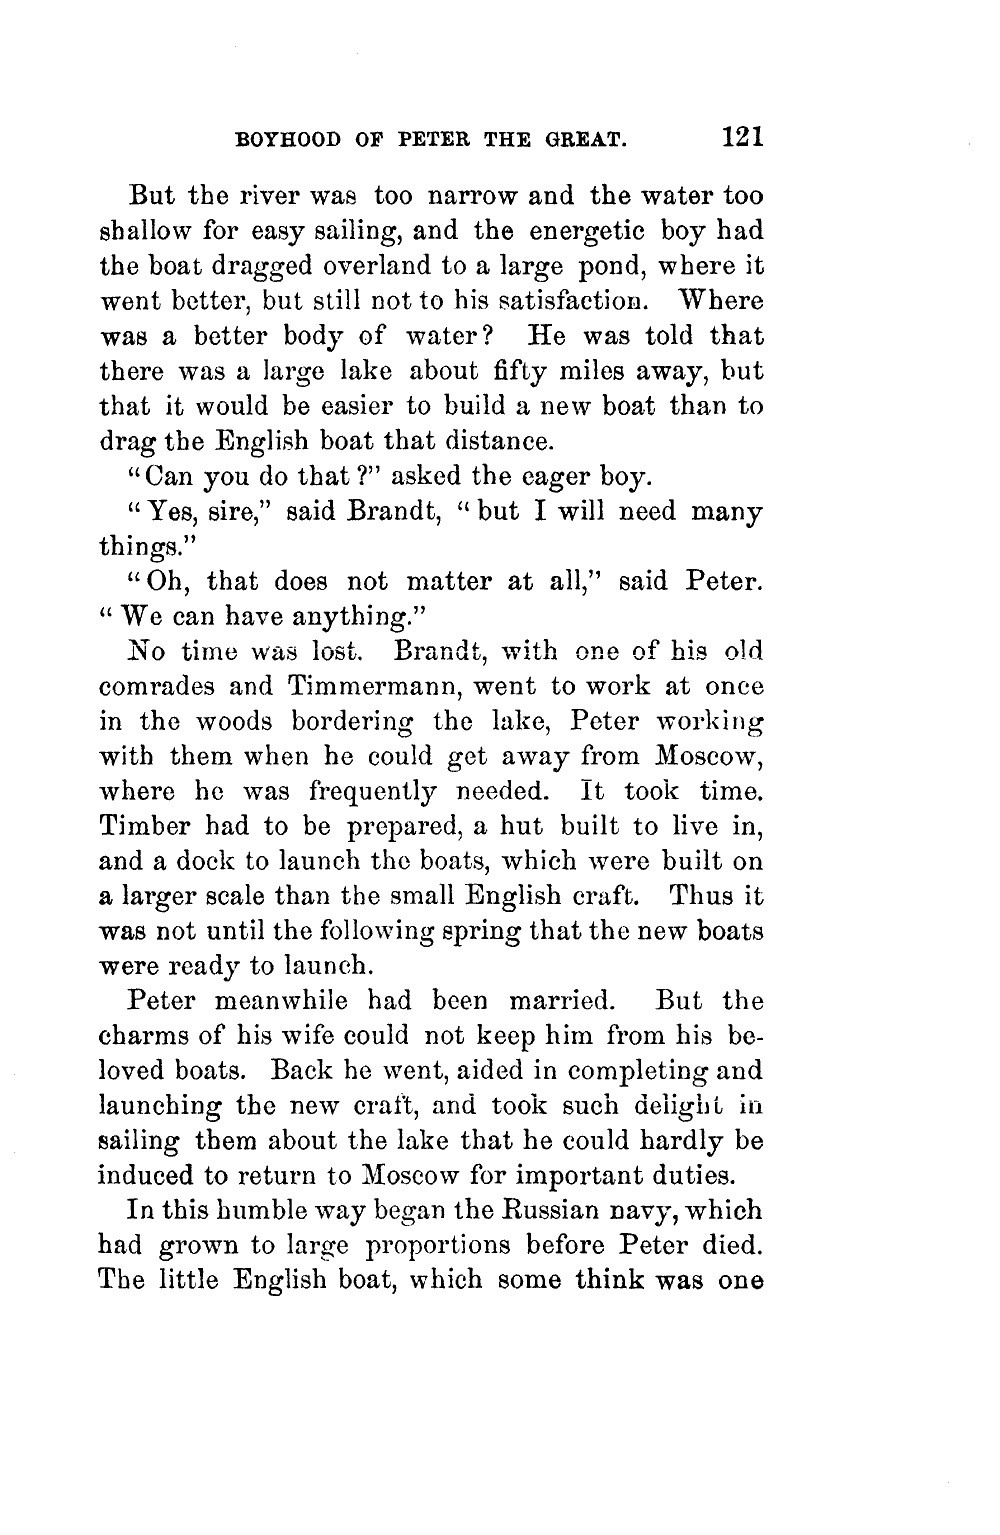 BOYHOOD OF PETER THE GREAT. 121
But the river was too narrow and the water too
shallow for easy sailing, and the energetic boy had
the boat dragged overland to a large pond, where it
went better, but still not to his satisfaction. Where
was a better body of water? He was told that
there was a large lake about fifty miles away, but
that it would be easier to build a new boat than to
drag the English boat that distance.
“Can you do that?” asked the eager boy.
“Yes, sire,” said Brandt, “but I will need many
things.”
“Oh, that does not matter at all,” said Peter.
“We can have anything.”
No time was lost. Brandt, with one of his old
comrades and Timmermann, went to work at once
in the woods bordering the lake, Peter working
with them when he could get away from Moscow,
where he was frequently needed. It took time.
Timber had to be prepared, a hut built to live in,
and a dock to launch the boats, which were built on
a larger scale than the small English craft. Thus it
was not until the following spring that the new boats
were ready to launch.
Peter meanwhile had been married. But the
charms of his wife could not keep him from his be-
loved boats. Back he went, aided in completing and
launching the new craft, and took such delight in
sailing them about the lake that he could hardly be
induced to return to Moscow for important duties.
In this humble way began the Russian navy, which
had grown to large proportions before Peter died.
The little English boat, which some think was one